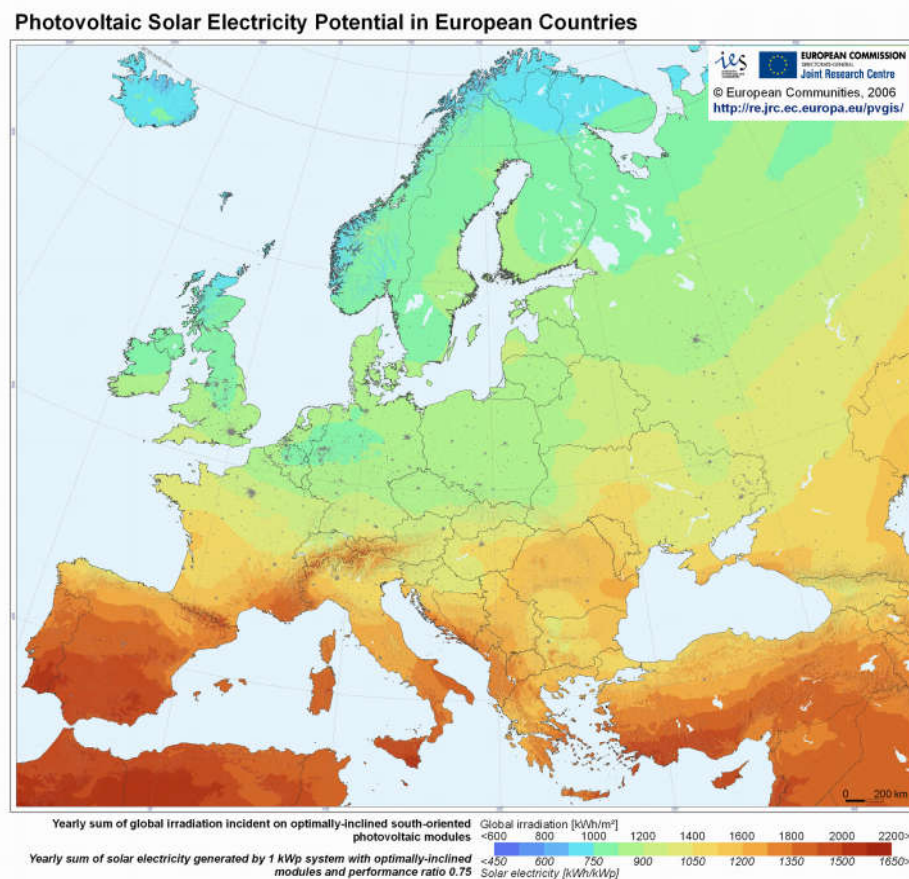 Photovoltaic Solar Electricity Potential in European Countries
ies
EUROPEAN COMMISSION
DIRECTORATE-GENERAL
Joint Research Centre
© European Communities, 2006
http://re.jrc.ec.europa.eu/pvgis/
0 200 km
Yearly sum of global irradiation incident on optimally-inclined south-oriented
photovoltaic modules
Global irradiation [kWh/m²]
<600 800 1000 1200 1400 1600 1800 2000 2200>
Yearly sum of solar electricity generated by 1 kWp system with optimally-inclined
modules and performance ratio 0.75
<450 600 750 900 1050 1200 1350 1500 1650>
Solar electricity [kWh/kWp]